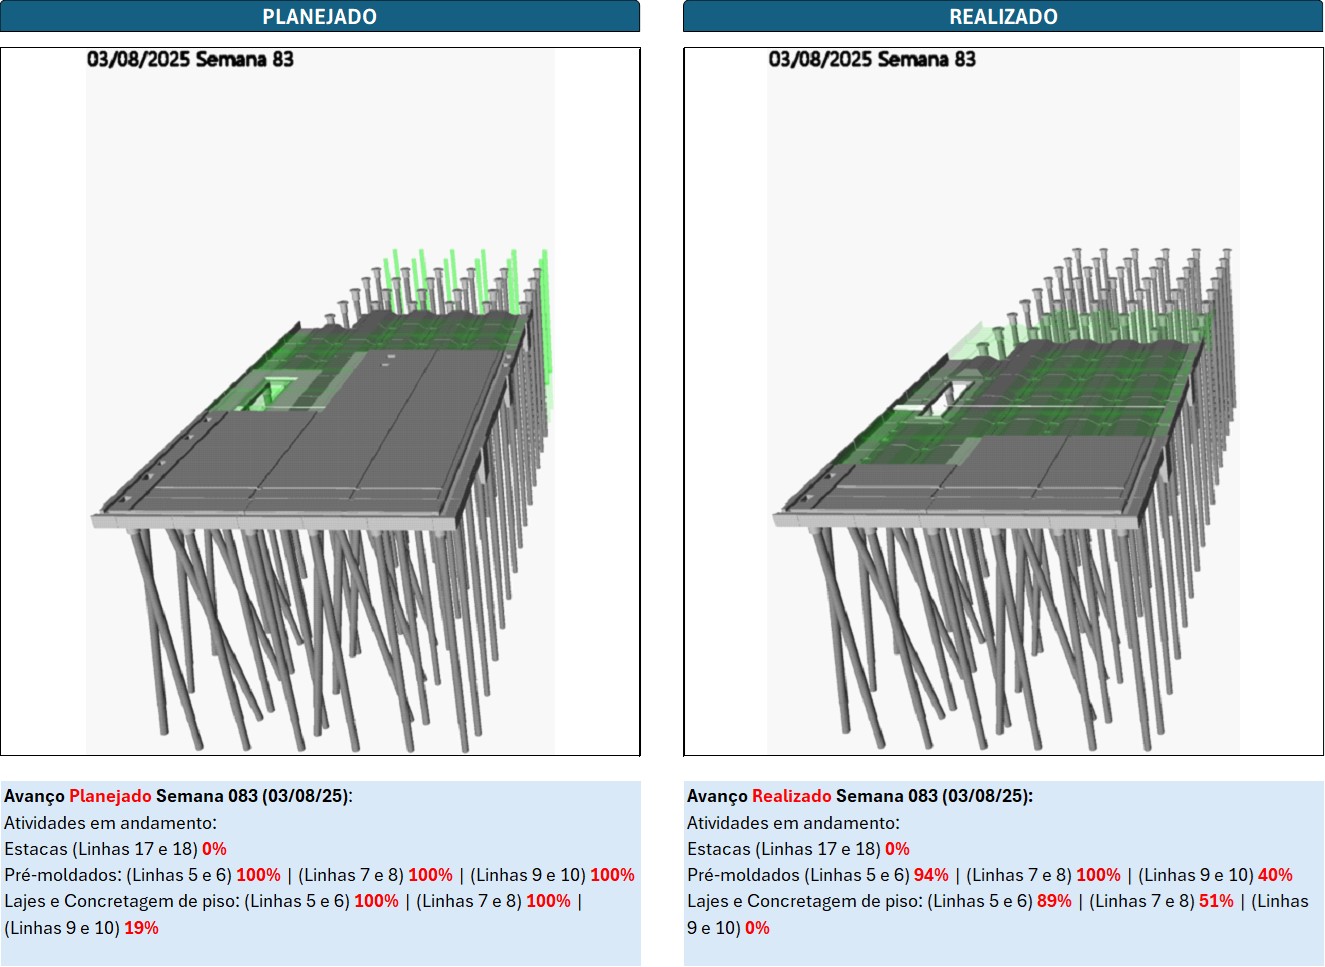 PLANEJADO
03/08/2025 Semana 83
Avanço Planejado Semana 083 (03/08/25):
Atividades em andamento:
Estacas (Linhas 17 e 18) 0%
Pré-moldados: (Linhas 5 e 6) 100% | (Linhas 7 e 8) 100% | (Linhas 9 e 10) 100%
Lajes e Concretagem de piso: (Linhas 5 e 6) 100% | (Linhas 7 e 8) 100% |
(Linhas 9 e 10) 19%
REALIZADO
03/08/2025 Semana 83
Avanço Realizado Semana 083 (03/08/25):
Atividades em andamento:
Estacas (Linhas 17 e 18) 0%
Pré-moldados (Linhas 5 e 6) 94% | (Linhas 7 e 8) 100% | (Linhas 9 e 10) 40%
Lajes e Concretagem de piso: (Linhas 5 e 6) 89% | (Linhas 7 e 8) 51% | (Linhas
9 e 10) 0%